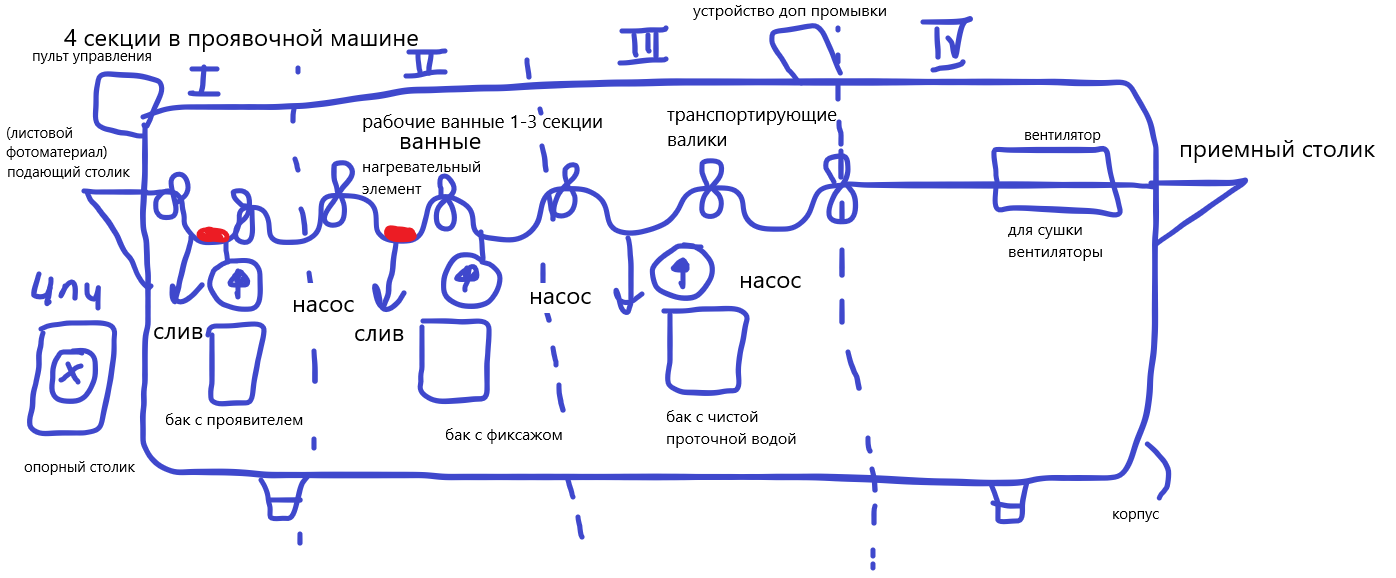 устройство доп промывки
4 секции в проявочной машине
пульт управления
I
II
III
IV
(листовой
фотоматериал)
подающий столик
рабочие ванные 1-3 секции
ванные
нагревательный
элемент
транспортирующие
валики
вентилятор
приемный столик
для сушки
вентиляторы
ЦПЧ
X
насос
насос
насос
слив
слив
бак с проявителем
бак с фиксажом
бак с чистой
проточной водой
опорный столик
корпус